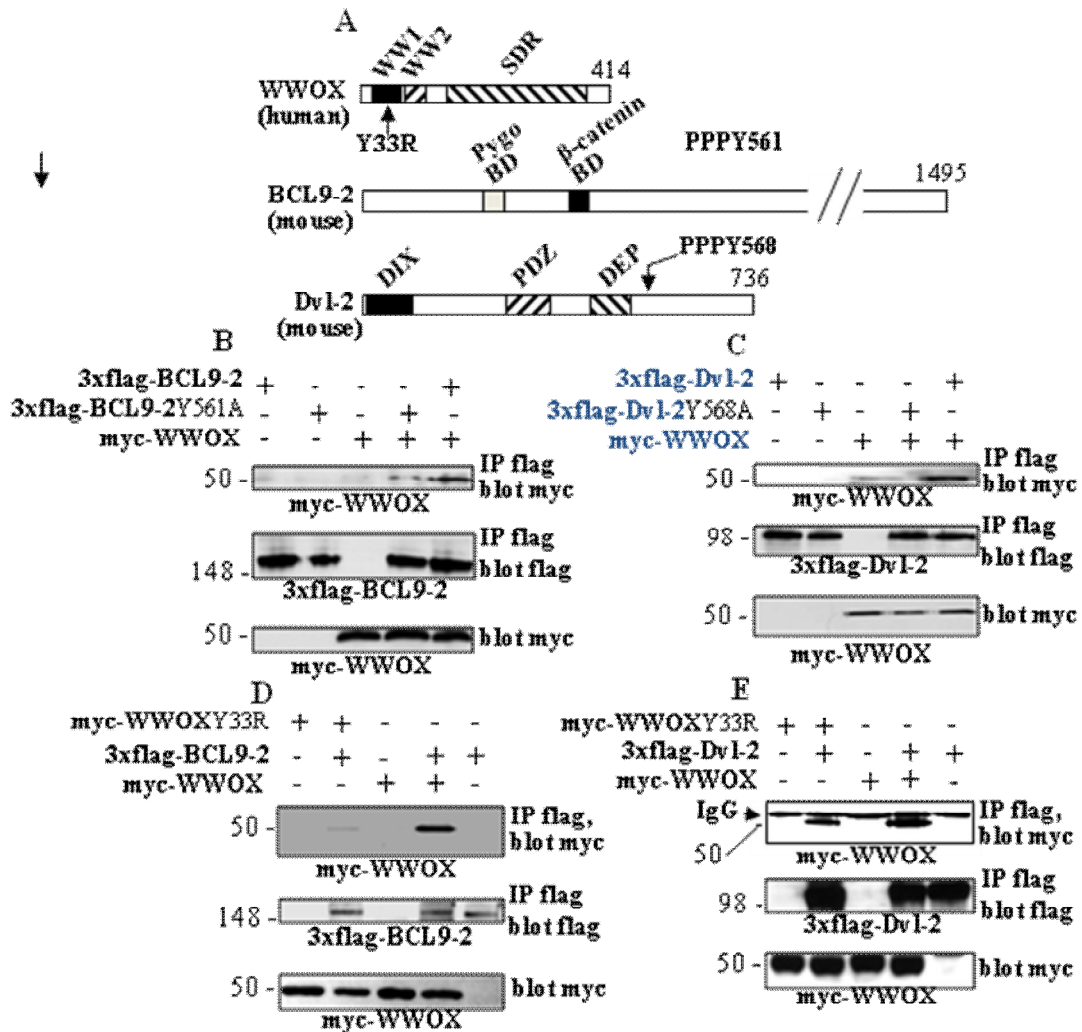 A
WW1
WW2
SDR
414
WWOX
(human)
Y33R
Pygo
BD
β-catenin
BD
PPPY561
1495
BCL9-2
(mouse)
DIX
PDZ
DEP
PPPY568
736
Dvl-2
(mouse)
B
3xflag-BCL9-2 + - - - +
3xflag-BCL9-2Y561A - + - + -
myc-WWOX - - + + +
50 -
IP flag
blot myc
myc-WWOX
148 -
IP flag
blot flag
3xflag-BCL9-2
50 -
blot myc
myc-WWOX
C
3xflag-Dvl-2 + - - - +
3xflag-Dvl-2Y568A - + - + -
myc-WWOX - - + + +
50 -
IP flag
blot myc
myc-WWOX
98 -
IP flag
blot flag
3xflag-Dvl-2
50 -
blot myc
myc-WWOX
D
myc-WWOXY33R + + - - -
3xflag-BCL9-2 - + - + +
myc-WWOX - - + + -
50 -
IP flag,
blot myc
myc-WWOX
148 -
IP flag
blot flag
3xflag-BCL9-2
50 -
blot myc
myc-WWOX
E
myc-WWOXY33R + + - - -
3xflag-Dvl-2 - + - + +
myc-WWOX - - + + -
IgG
50
IP flag,
blot myc
myc-WWOX
98 -
IP flag
blot flag
3xflag-Dvl-2
50 -
blot myc
myc-WWOX